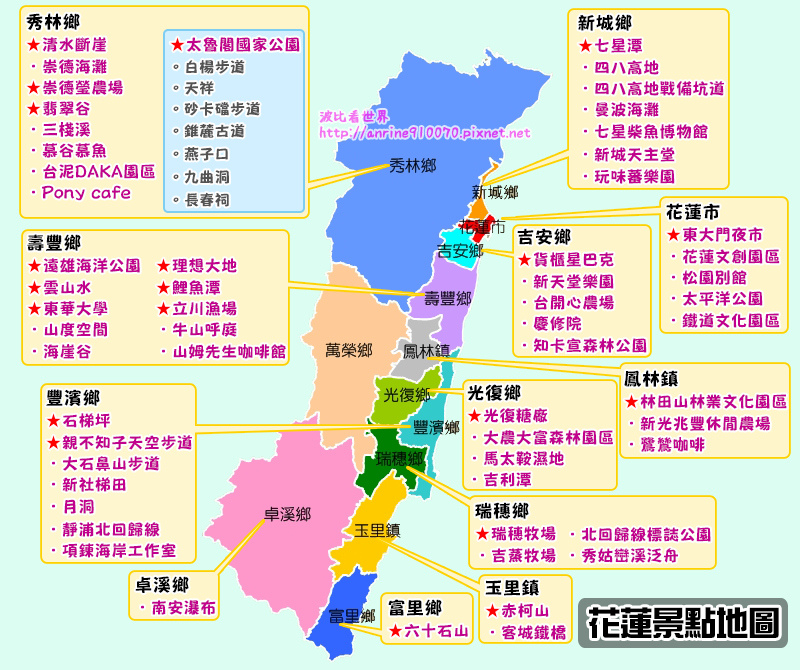 秀林鄉
★清水斷崖
・崇德海灘
★崇德瑩農場
★翡翠谷
・三棧溪
・慕谷慕魚
・台泥DAKA園區
・Pony cafe
★太魯閣國家公園
。白楊步道
。天祥
。砂卡礑步道
。錐麓古道
。燕子口
。九曲洞
。長春祠
波比看世界
http://anrine910070.pixnet.net
新城鄉
★七星潭
・四八高地
・四八高地戰備坑道
・曼波海灘
・七星柴魚博物館
・新城天主堂
・玩味蕃樂園
花蓮市
★東大門夜市
・花蓮文創園區
・松園別館
・太平洋公園
・鐵道文化園區
吉安鄉
★貨櫃星巴克
・新天堂樂園
・台開心農場
・慶修院
・知卡宣森林公園
壽豐鄉
★遠雄海洋公園
★雲山水
★東華大學
・山度空間
・海崖谷
★理想大地
★鯉魚潭
★立川漁場
・牛山呼庭
・山姆先生咖啡館
秀林鄉
新城鄉
花蓮市
吉安鄉
壽豐鄉
萬榮鄉
鳳林鎮
光復鄉
豐濱鄉
瑞穗鄉
卓溪鄉
玉里鎮
富里鄉
鳳林鎮
★林田山林業文化園區
・新光兆豐休閒農場
・鷺鷥咖啡
豐濱鄉
★石梯坪
★親不知子天空步道
・大石鼻山步道
・新社梯田
・月洞
・靜浦北回歸線
・項鍊海岸工作室
光復鄉
★光復糖廠
・大農大富森林園區
・馬太鞍濕地
・吉利潭
瑞穗鄉
★瑞穗牧場
・吉蒸牧場
・北回歸線標誌公園
・秀姑巒溪泛舟
卓溪鄉
・南安瀑布
富里鄉
★六十石山
玉里鎮
★赤柯山
・客城鐵橋
花蓮景點地圖